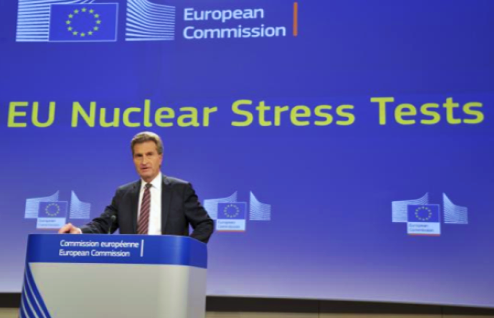 European
Commission
EU Nuclear Stress Tests
Commission européenne
European Commission